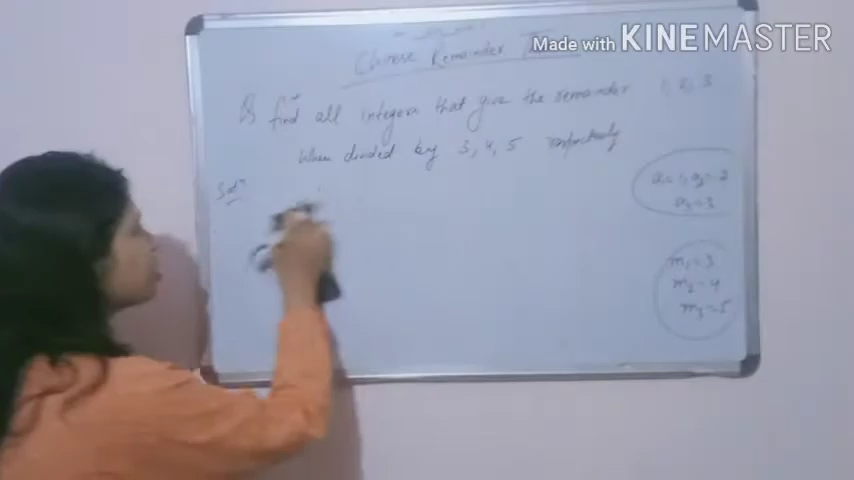 Made with KINEMASTER
Chinese Remainder
Q find all integers that give the remainder 1, 2, 3
when divided by 3, 4, 5 respectively
Solⁿ
a₁=1, a₂=2
a₃=3
m₁=3
m₂=4
m₃=5